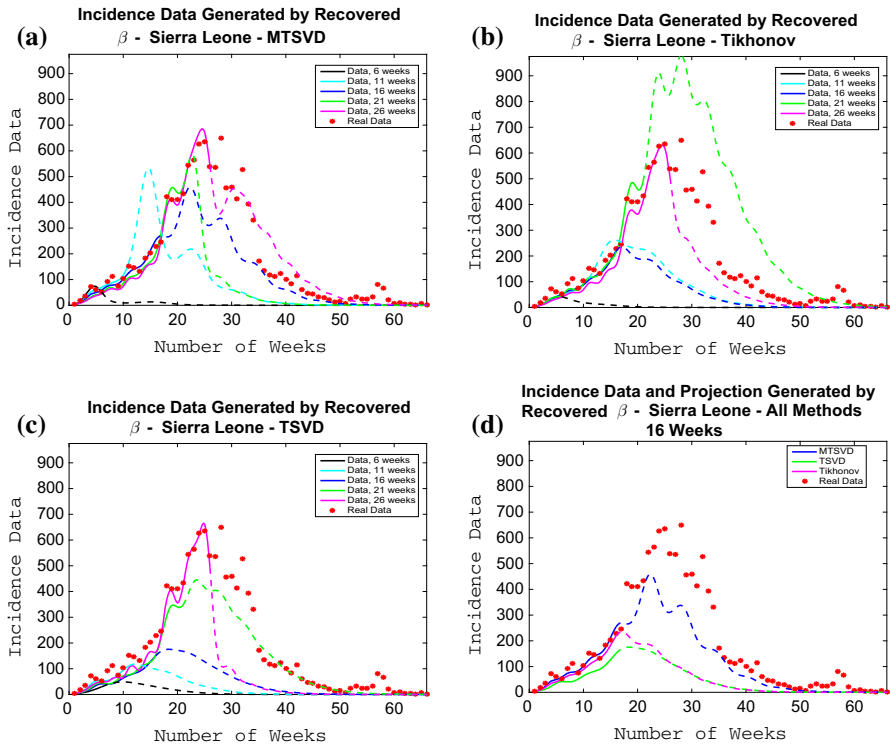 (a)
Incidence Data Generated by Recovered
β - Sierra Leone - MTSVD
900
800
700
600
500
400
300
200
100
0
Incidence Data
Data, 6 weeks
Data, 11 weeks
Data, 16 weeks
Data, 21 weeks
Data, 26 weeks
Real Data
0 10 20 30 40 50 60
Number of Weeks
(b)
Incidence Data Generated by Recovered
β - Sierra Leone - Tikhonov
900
800
700
600
500
400
300
200
100
0
Incidence Data
Data, 6 weeks
Data, 11 weeks
Data, 16 weeks
Data, 21 weeks
Data, 26 weeks
Real Data
0 10 20 30 40 50 60
Number of Weeks
(c)
Incidence Data Generated by Recovered
β - Sierra Leone - TSVD
900
800
700
600
500
400
300
200
100
0
Incidence Data
Data, 6 weeks
Data, 11 weeks
Data, 16 weeks
Data, 21 weeks
Data, 26 weeks
Real Data
0 10 20 30 40 50 60
Number of Weeks
(d)
Incidence Data and Projection Generated by
Recovered β - Sierra Leone - All Methods
16 Weeks
900
800
700
600
500
400
300
200
100
0
Incidence Data
MTSVD
TSVD
Tikhonov
Real Data
0 10 20 30 40 50 60
Number of Weeks